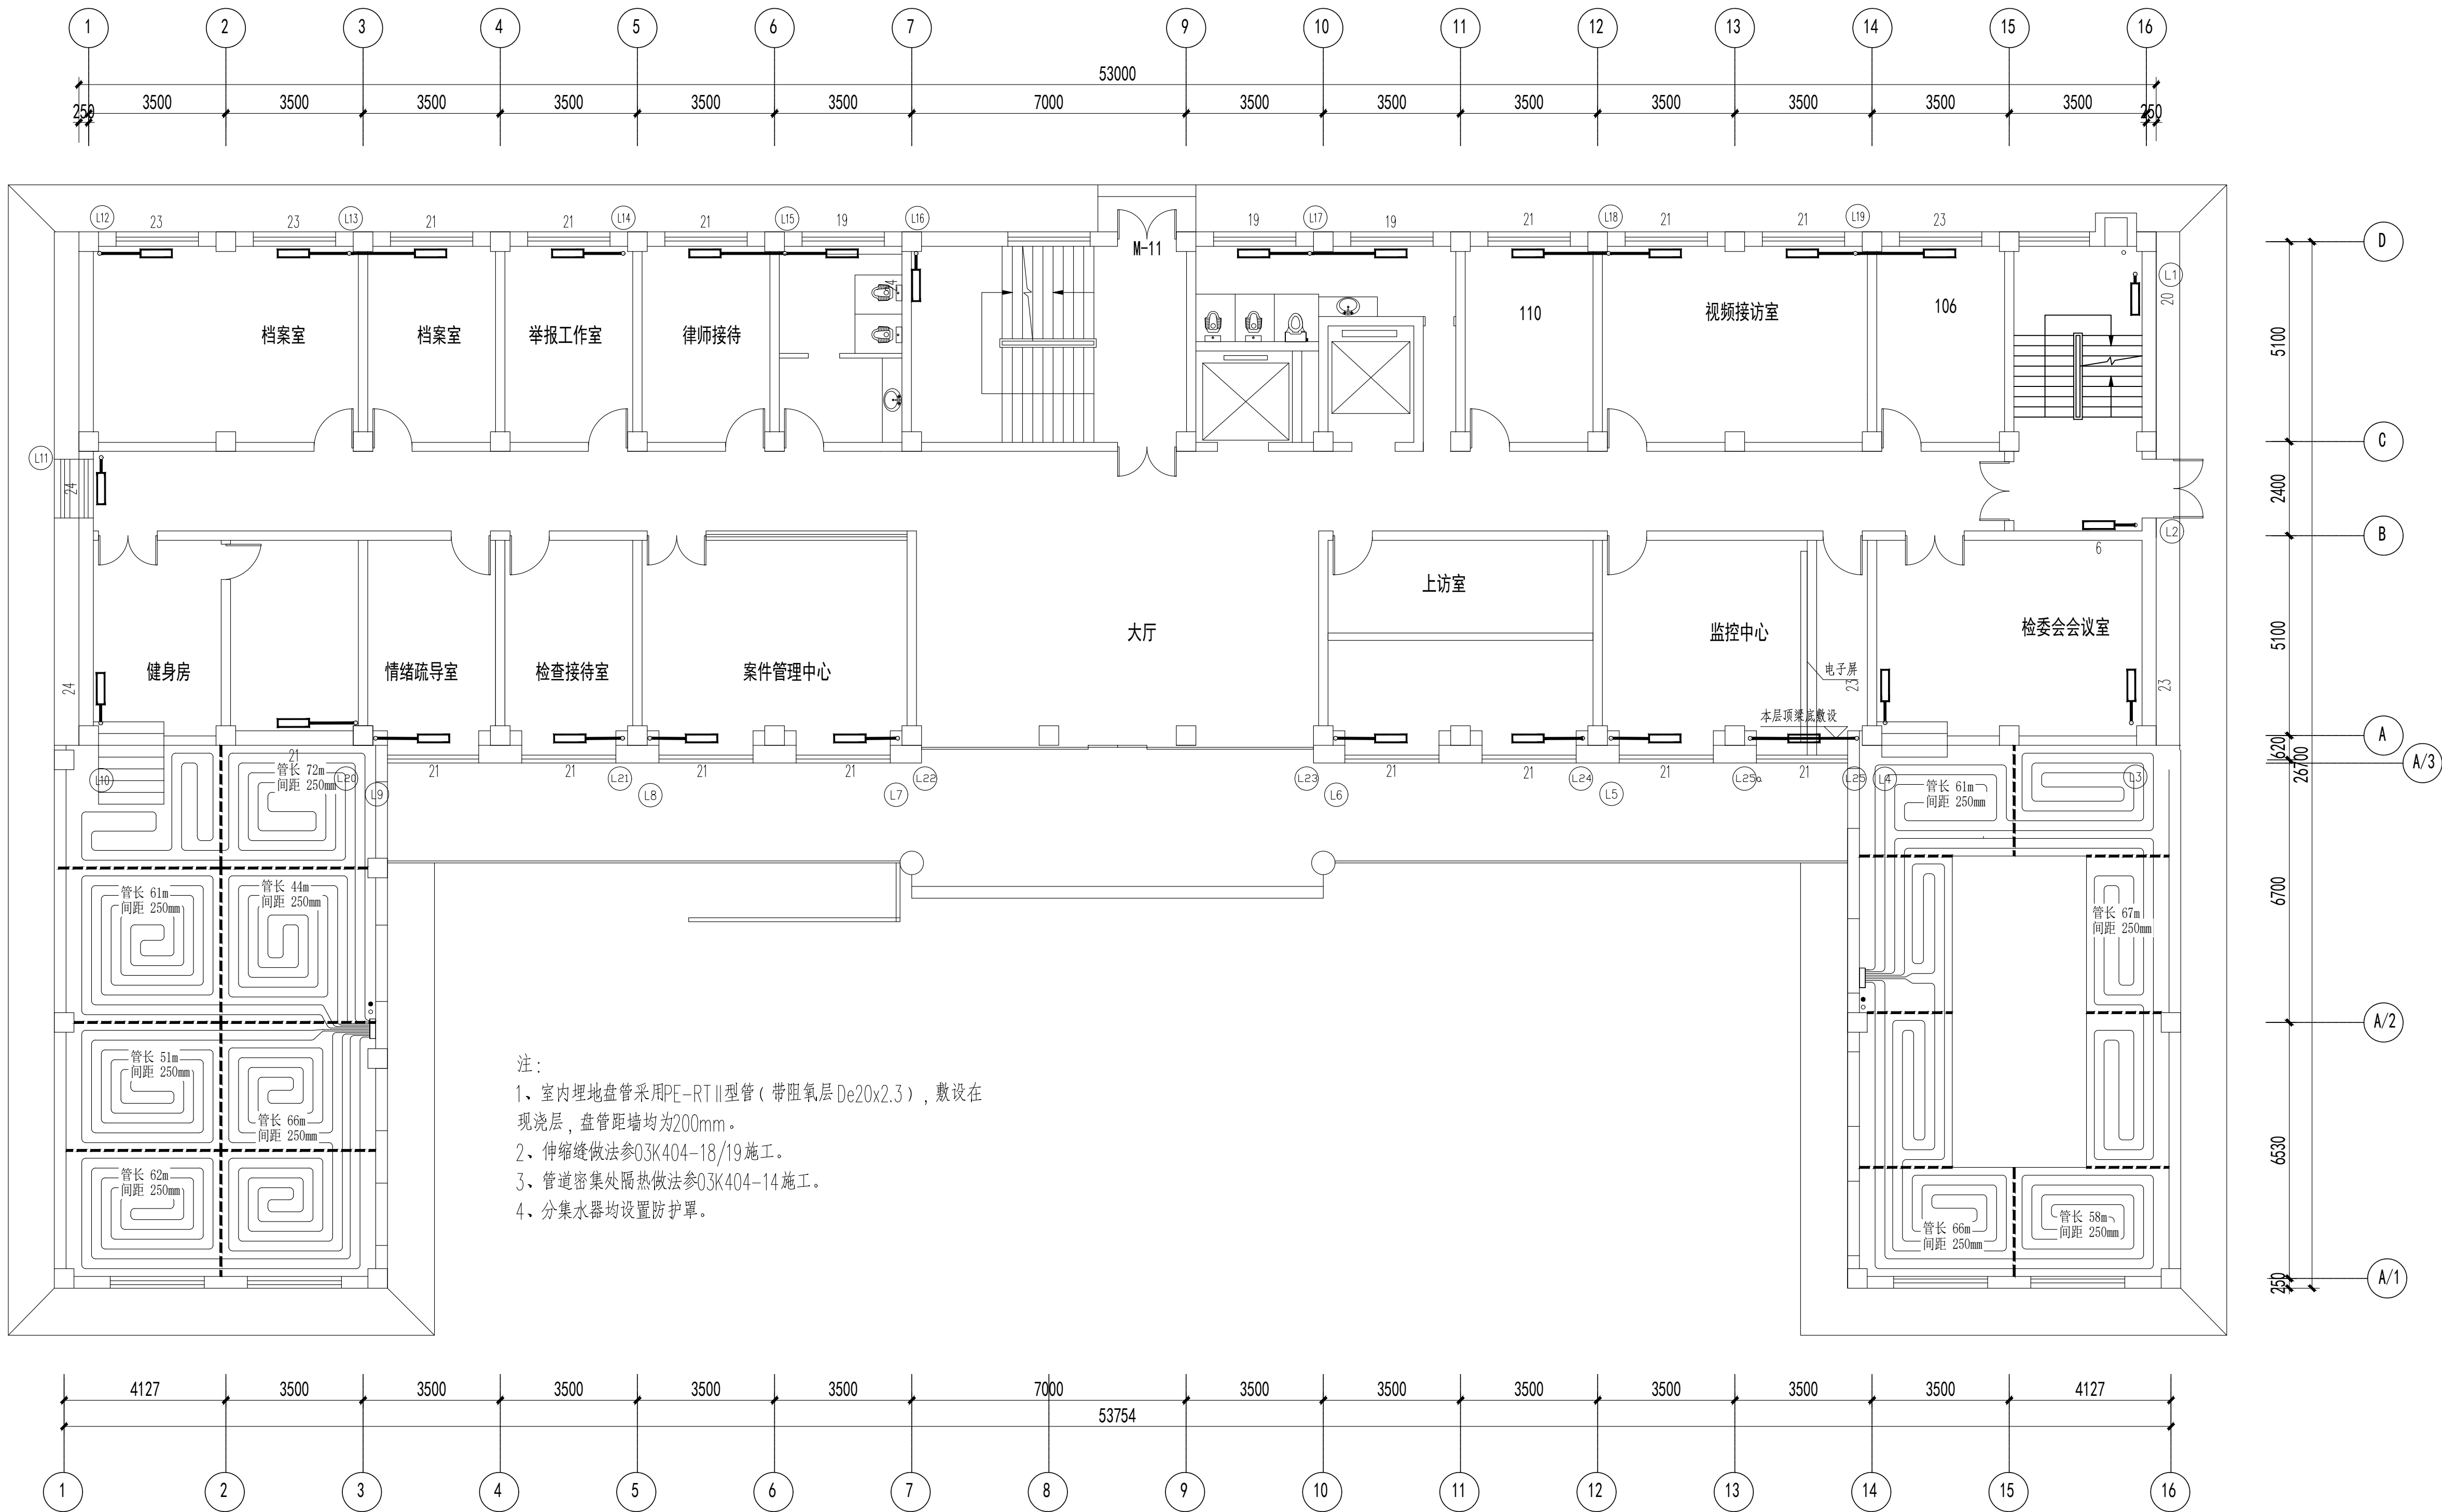 1 2 3 4 5 6 7 9 10 11 12 13 14 15 16
53000
250 3500 3500 3500 3500 3500 3500 7000 3500 3500 3500 3500 3500 3500 3500 250
L12 23 23 L13 21 21 L14 21 L15 19 L16 19 L17 19 21 L18 21 21 L19 23
D
M-11
L1
20
24
档案室 档案室 举报工作室 律师接待 110 视频接访室 106
5100
C
L11
24
2400
L2
B
6
上访室
大厅 监控中心 检委会会议室
5100
健身房 情绪疏导室 检查接待室 案件管理中心
电子屏
24 23 23
本层顶梁底敷设
A
620
26700
A/3
21
21 21 21 21 21 21 21 21
L10 L20 L9 L21 L8 L7 L22 L23 L6 L24 L5 L25a L25 L4 L3
管长 72m
间距 250mm
管长 61m
间距 250mm
管长 61m
间距 250mm
管长 44m
间距 250mm
管长 67m
间距 250mm
6700
A/2
管长 51m
间距 250mm
管长 66m
间距 250mm
管长 62m
间距 250mm
管长 66m
间距 250mm
管长 58m
间距 250mm
6530
250
A/1
注：
1、室内埋地盘管采用PE-RTⅡ型管（带阻氧层De20x2.3），敷设在
现浇层，盘管距墙均为200mm。
2、伸缩缝做法参03K404-18/19施工。
3、管道密集处隔热做法参03K404-14施工。
4、分集水器均设置防护罩。
4127 3500 3500 3500 3500 3500 7000 3500 3500 3500 3500 3500 3500 4127
53754
1 2 3 4 5 6 7 8 9 10 11 12 13 14 15 16